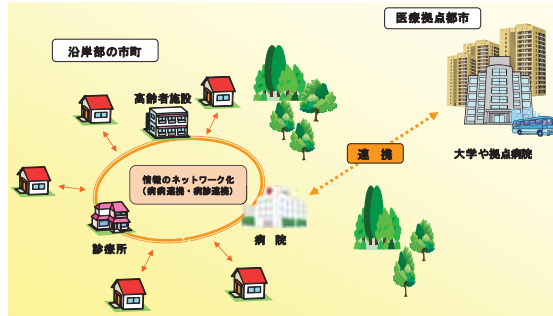 医療拠点都市
沿岸部の市町
高齢者施設
連 携
大学や拠点病院
情報のネットワーク化
（病病連携・病診連携）
病 院
診療所